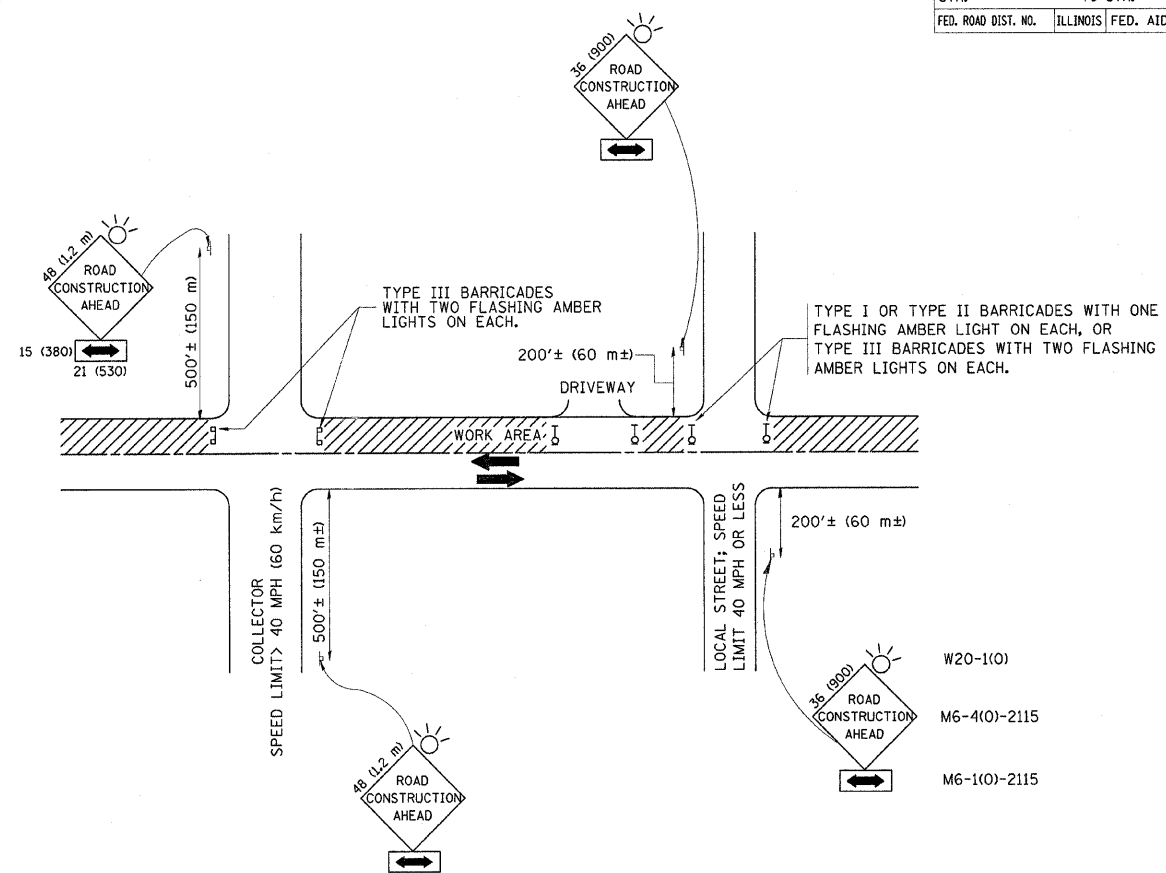 FED. ROAD DIST. NO. ILLINOIS FED. AID
36 (900)
ROAD
CONSTRUCTION
AHEAD
48 (1.2 m)
ROAD
CONSTRUCTION
AHEAD
15 (380)
21 (530)
500'± (150 m)
TYPE III BARRICADES
WITH TWO FLASHING AMBER
LIGHTS ON EACH.
200'± (60 m±)
DRIVEWAY
TYPE I OR TYPE II BARRICADES WITH ONE
FLASHING AMBER LIGHT ON EACH, OR
TYPE III BARRICADES WITH TWO FLASHING
AMBER LIGHTS ON EACH.
WORK AREA
COLLECTOR
SPEED LIMIT> 40 MPH (60 km/h)
500'± (150 m±)
LOCAL STREET; SPEED
LIMIT 40 MPH OR LESS
200'± (60 m±)
36 (900)
ROAD
CONSTRUCTION
AHEAD
W20-1(O)
M6-4(O)-2115
M6-1(O)-2115
48 (1.2 m)
ROAD
CONSTRUCTION
AHEAD